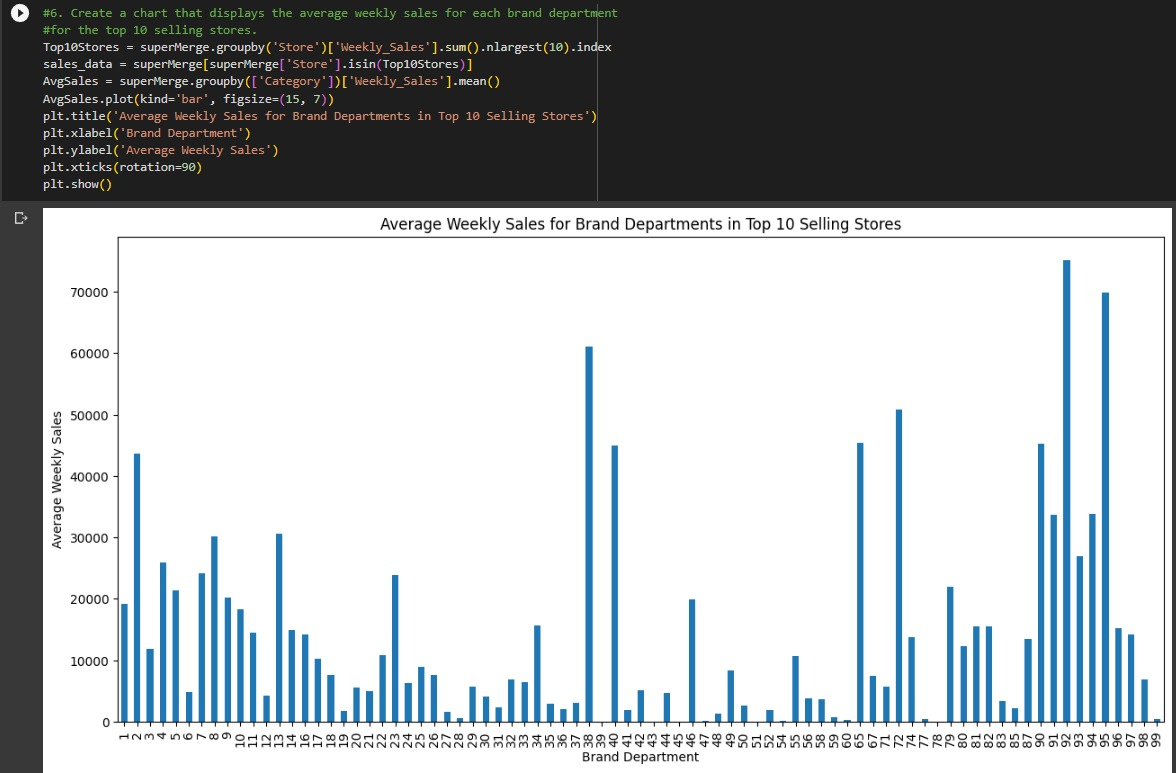 #6. Create a chart that displays the average weekly sales for each brand department
#for the top 10 selling stores.
Top10Stores = superMerge.groupby('Store')['Weekly_Sales'].sum().nlargest(10).index
sales_data = superMerge[superMerge['Store'].isin(Top10Stores)]
AvgSales = superMerge.groupby(['Category'])['Weekly_Sales'].mean()
AvgSales.plot(kind='bar', figsize=(15, 7))
plt.title('Average Weekly Sales for Brand Departments in Top 10 Selling Stores')
plt.xlabel('Brand Department')
plt.ylabel('Average Weekly Sales')
plt.xticks(rotation=90)
plt.show()
Average Weekly Sales for Brand Departments in Top 10 Selling Stores
Average Weekly Sales
70000
60000
50000
40000
30000
20000
10000
0
1 2 3 4 5 6 7 8 9 10 11 12 13 14 16 17 18 19 20 21 22 23 24 25 26 27 28 29 30 31 32 33 34 35 36 37 38 39 40 41 42 43 44 45 46 47 48 49 50 51 52 54 55 56 58 59 60 65 67 71 72 74 77 78 79 80 81 82 83 85 87 90 91 92 93 94 95 96 97 98 99
Brand Department